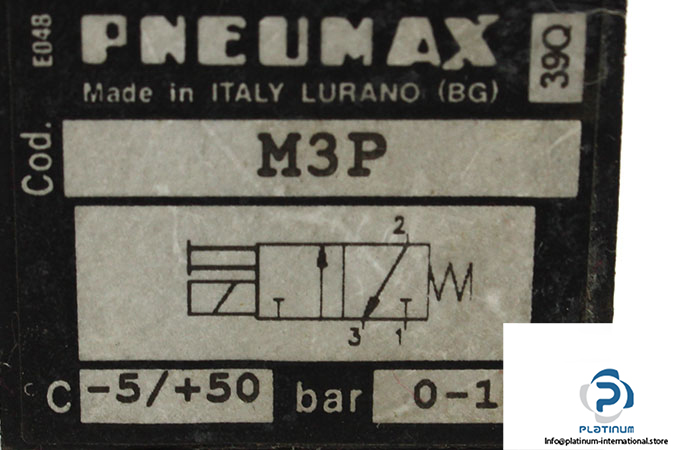 E048
PNEUMAX
39Q
Made in ITALY LURANO (BG)
Cod. M3P
2
3 1
C -5/+50 bar 0-1
PLATINUM
Info@platinum-international.store